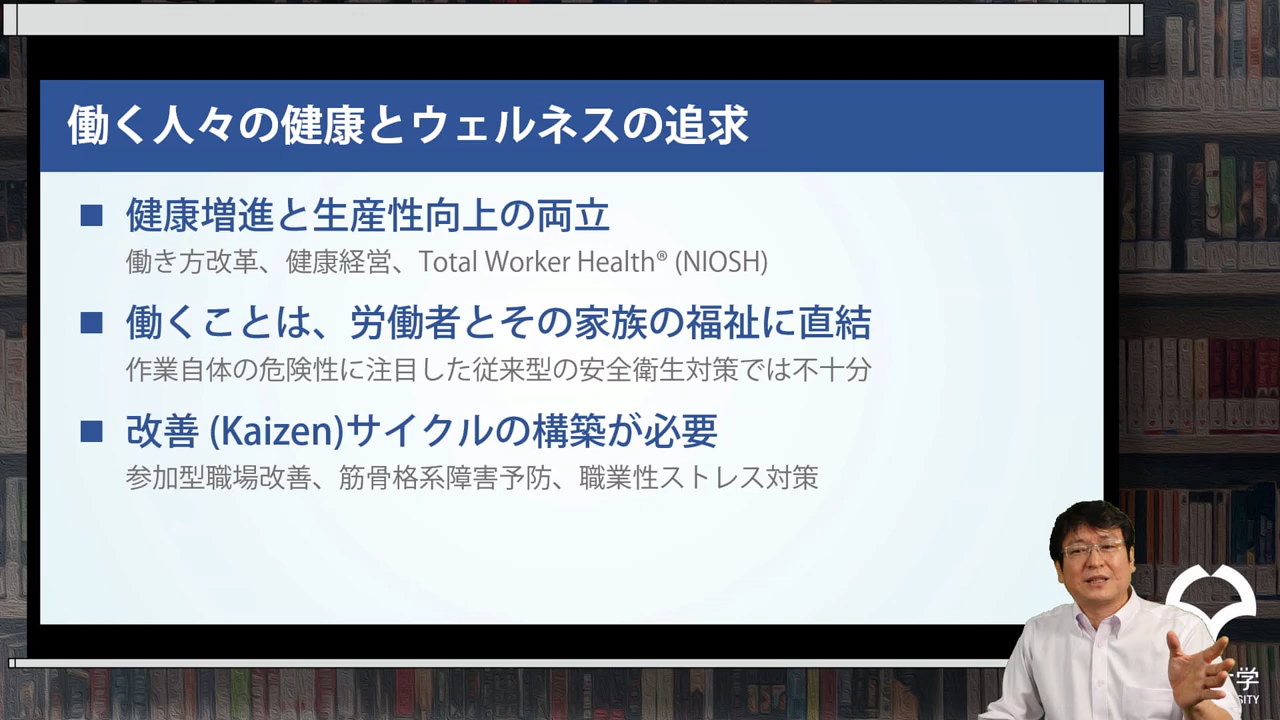 働く人々の健康とウェルネスの追求
■ 健康増進と生産性向上の両立
働き方改革、健康経営、Total Worker Health® (NIOSH)
■ 働くことは、労働者とその家族の福祉に直結
作業自体の危険性に注目した従来型の安全衛生対策では不十分
■ 改善 (Kaizen)サイクルの構築が必要
参加型職場改善、筋骨格系障害予防、職業性ストレス対策
学